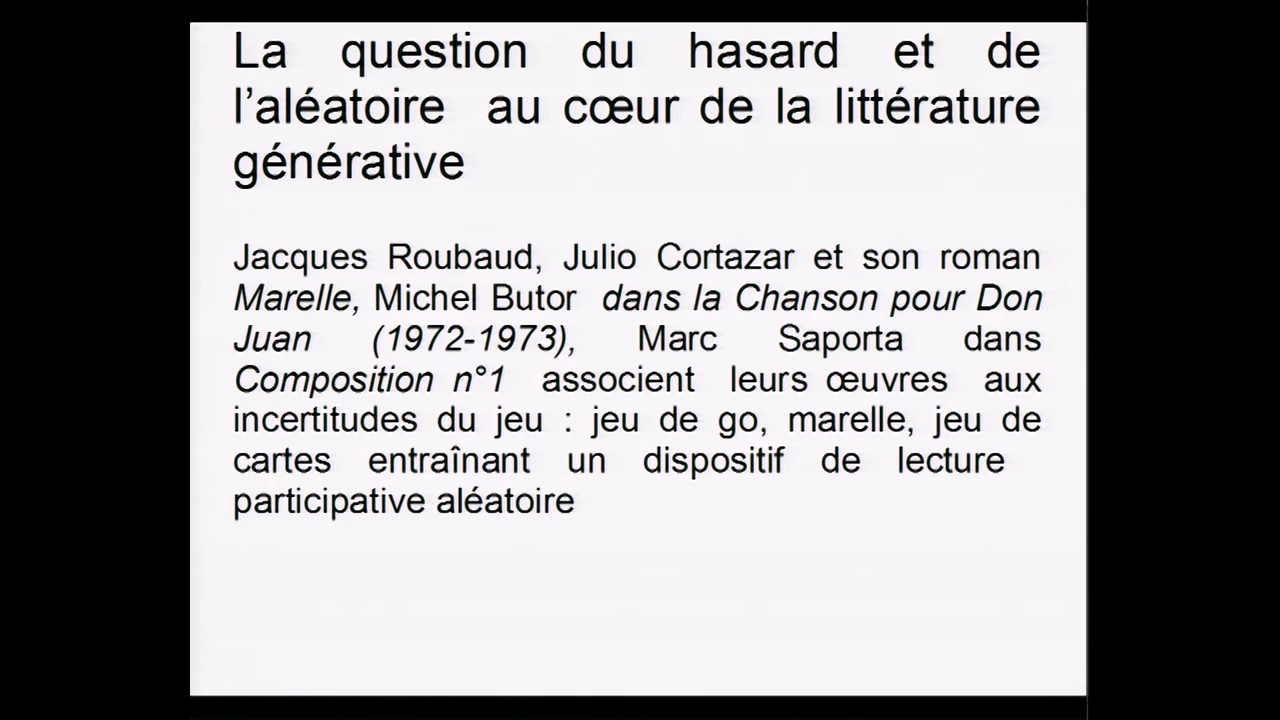 La question du hasard et de
l’aléatoire au cœur de la littérature
générative
Jacques Roubaud, Julio Cortazar et son roman
Marelle, Michel Butor dans la Chanson pour Don
Juan (1972-1973), Marc Saporta dans
Composition n°1 associent leurs œuvres aux
incertitudes du jeu : jeu de go, marelle, jeu de
cartes entraînant un dispositif de lecture
participative aléatoire